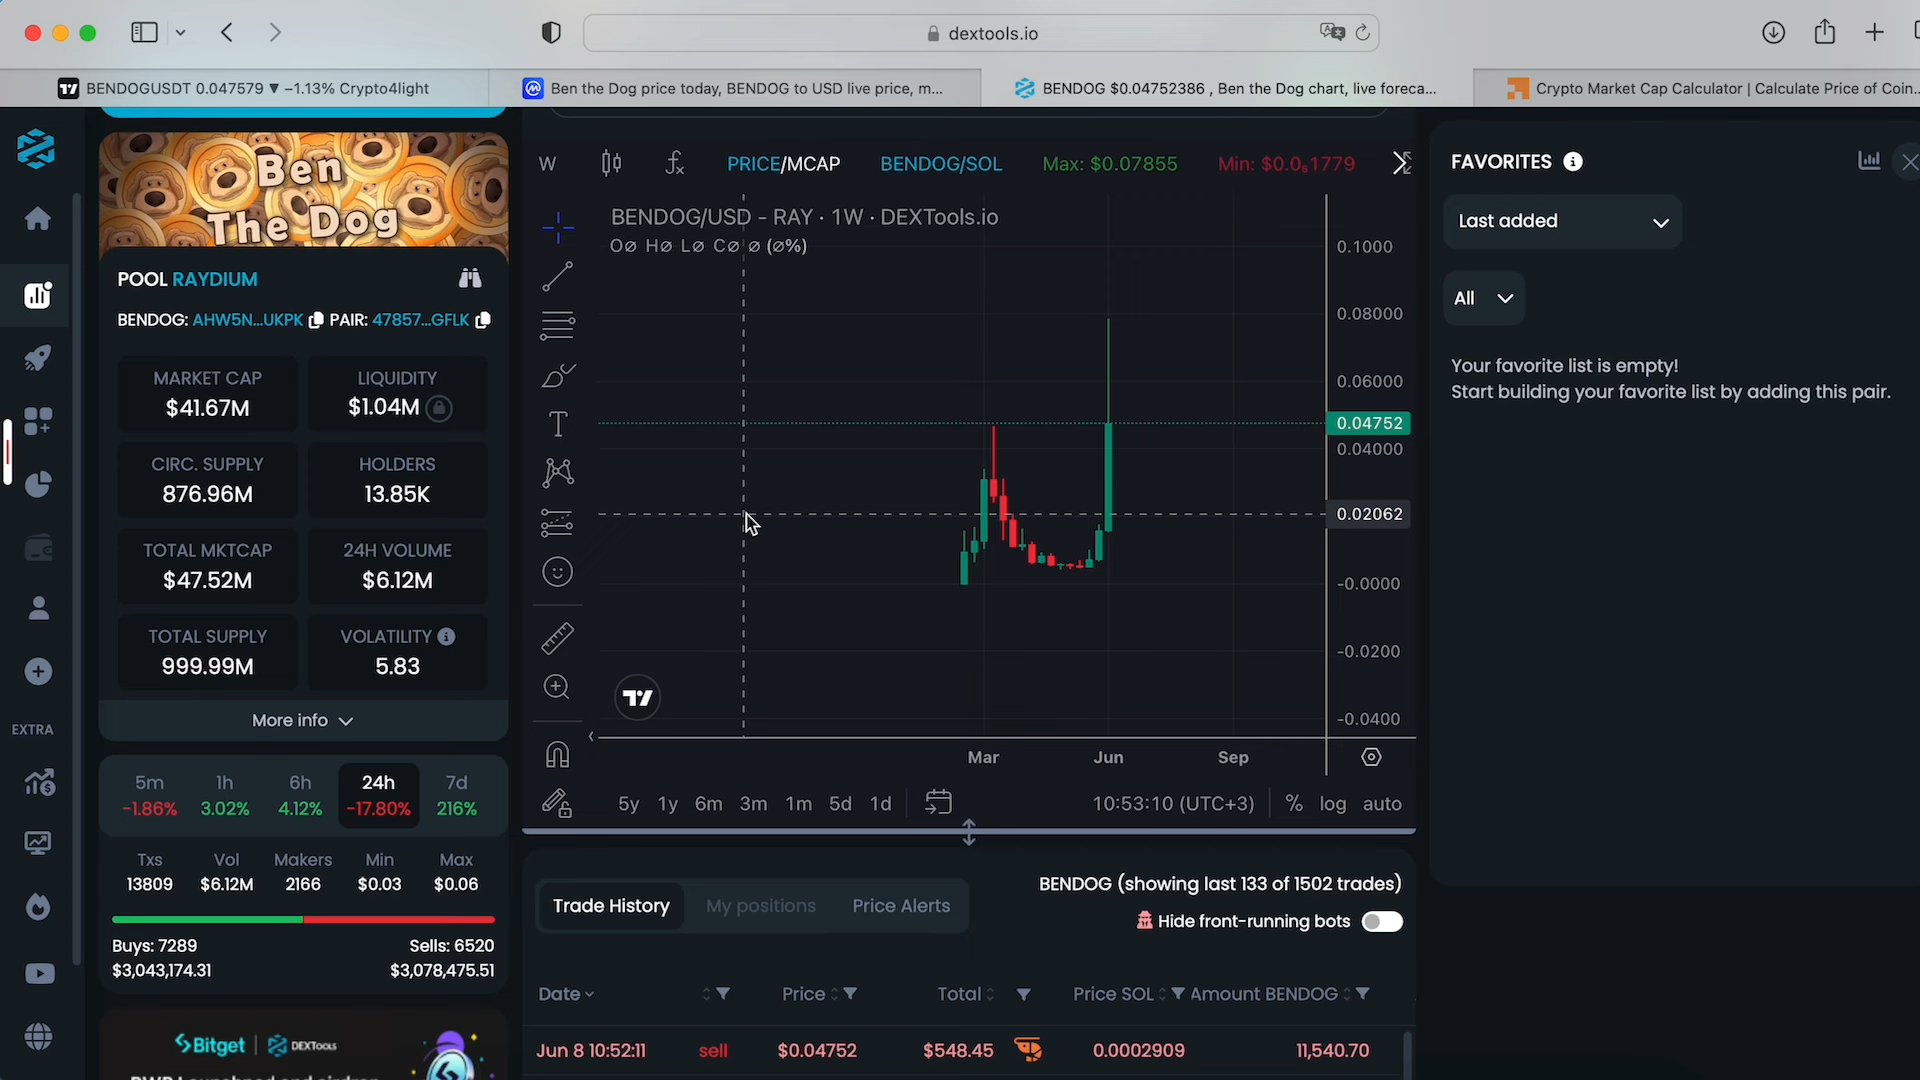 dextools.io
BENDOGUSDT 0.047579 ▼ −1.13% Crypto4light
Ben the Dog price today, BENDOG to USD live price, m...
BENDOG $0.04752386 , Ben the Dog chart, live foreca...
Crypto Market Cap Calculator | Calculate Price of Coin...
Ben
The Dog
POOL RAYDIUM
BENDOG: AHW5N...UKPK PAIR: 47857...GFLK
MARKET CAP
$41.67M
LIQUIDITY
$1.04M
CIRC. SUPPLY
876.96M
HOLDERS
13.85K
TOTAL MKTCAP
$47.52M
24H VOLUME
$6.12M
TOTAL SUPPLY
999.99M
VOLATILITY
5.83
More info
EXTRA
5m 1h 6h 24h 7d
-1.86% 3.02% 4.12% -17.80% 216%
Txs Vol Makers Min Max
13809 $6.12M 2166 $0.03 $0.06
Buys: 7289 Sells: 6520
$3,043,174.31 $3,078,475.51
Bitget | DEXTools
W PRICE/MCAP BENDOG/SOL Max: $0.07855 Min: $0.0₅1779
BENDOG/USD - RAY · 1W · DEXTools.io
O∅ H∅ L∅ C∅ ∅ (∅%)
0.1000
0.08000
0.06000
0.04752
0.04000
0.02062
-0.0000
-0.0200
-0.0400
Mar Jun Sep
5y 1y 6m 3m 1m 5d 1d 10:53:10 (UTC+3) % log auto
Trade History My positions Price Alerts
BENDOG (showing last 133 of 1502 trades)
Hide front-running bots
Date Price Total Price SOL Amount BENDOG
Jun 8 10:52:11 sell $0.04752 $548.45 0.0002909 11,540.70
FAVORITES
Last added
All
Your favorite list is empty!
Start building your favorite list by adding this pair.